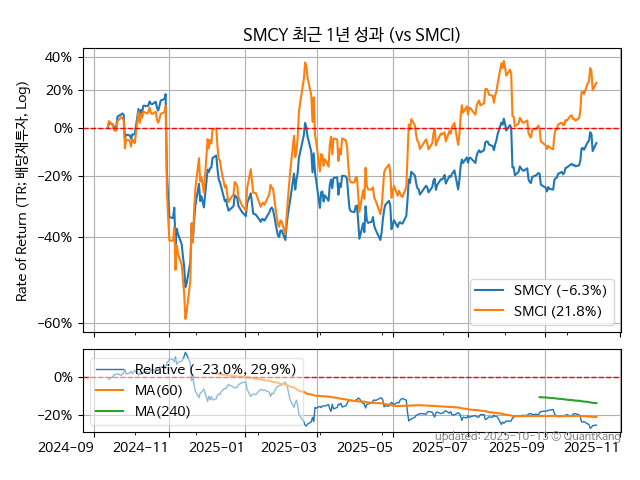 SMCY 최근 1년 성과 (vs SMCI)
Rate of Return (TR: 배당재투자, Log)
40%
20%
0%
−20%
−40%
−60%
SMCY (−6.3%)
SMCI (21.8%)
0%
−20%
Relative (−23.0%, 29.9%)
MA(60)
MA(240)
2024−09
2024−11
2025−01
2025−03
2025−05
2025−07
2025−09
2025−11
updated: 2025-10-13 © QuantKang